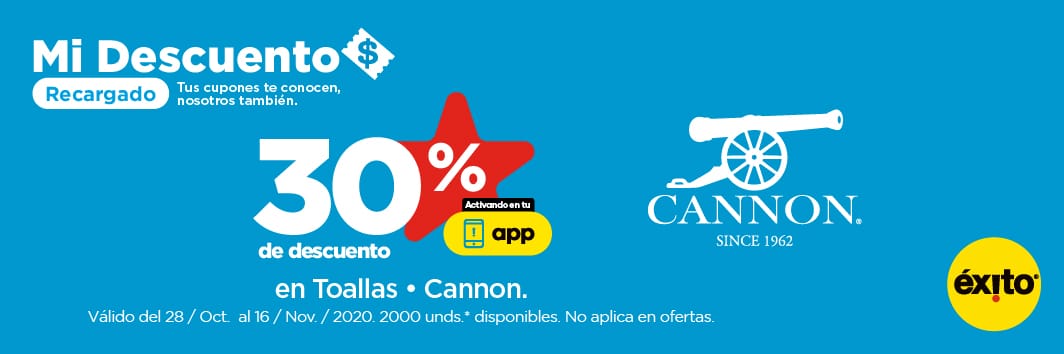 Mi Descuento $
Recargado
Tus cupones te conocen,
nosotros también.
30%
de descuento
Activando en tu
app
en Toallas • Cannon.
Válido del 28 / Oct. al 16 / Nov. / 2020. 2000 unds.* disponibles. No aplica en ofertas.
CANNON®
SINCE 1962
éxito®